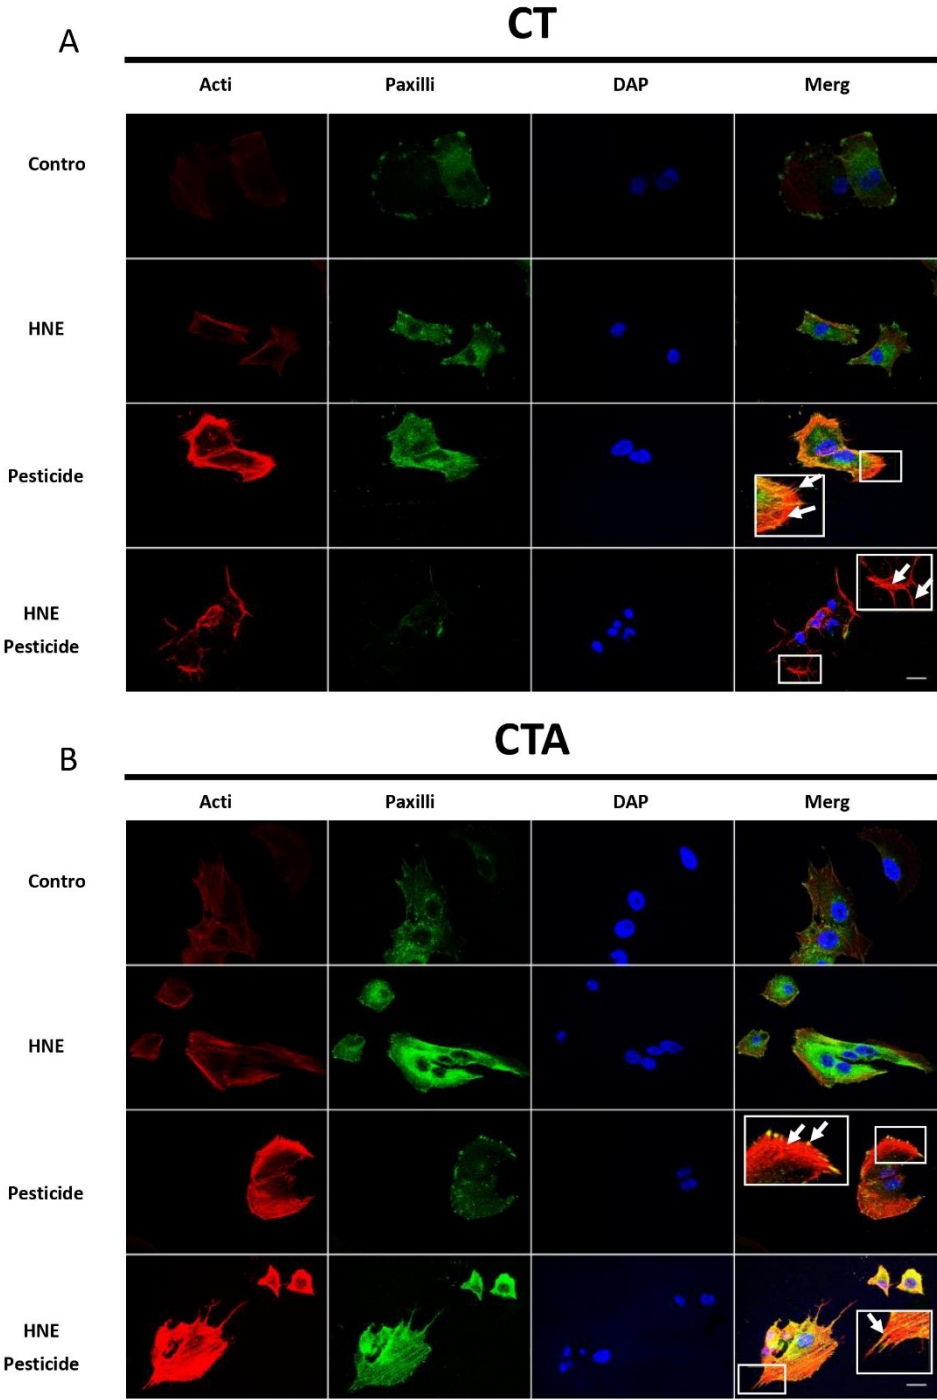 CT
A
Acti Paxilli DAP Merg
Contro
HNE
Pesticide
HNE
Pesticide
CTA
B
Acti Paxilli DAP Merg
Contro
HNE
Pesticide
HNE
Pesticide